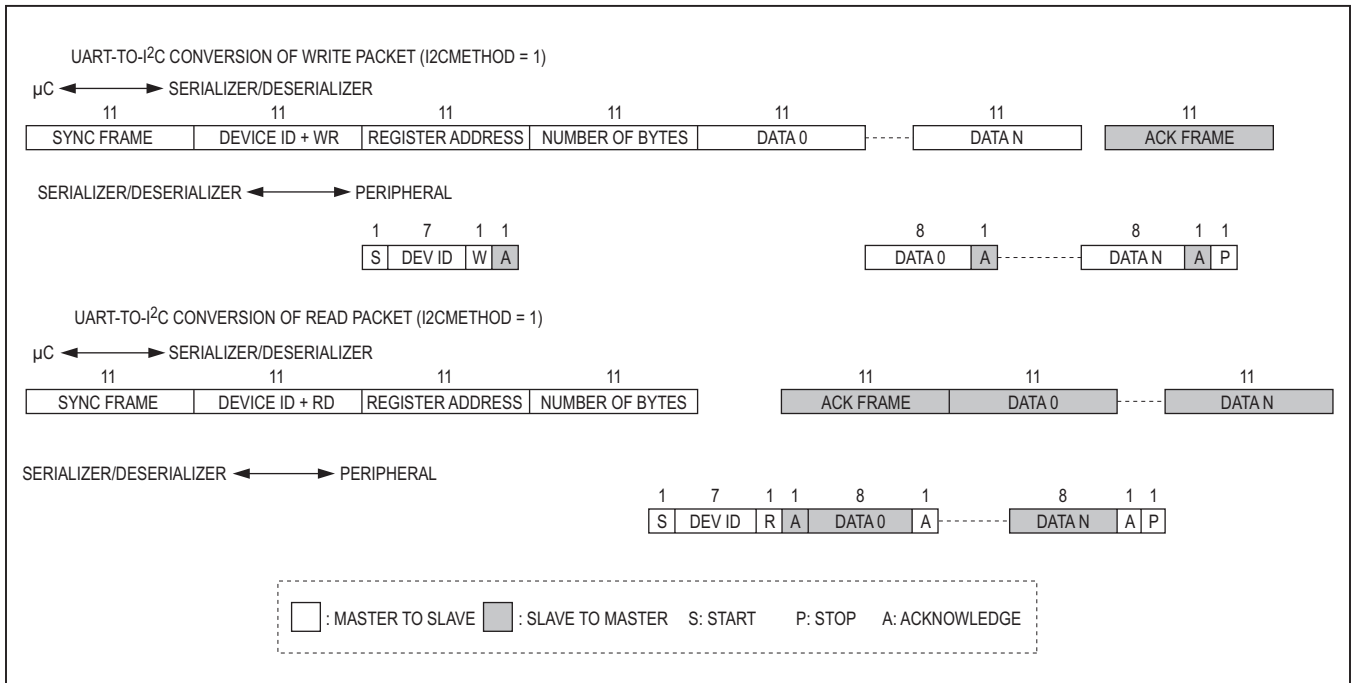 UART-TO-I2C CONVERSION OF WRITE PACKET (I2CMETHOD = 1)
µC SERIALIZER/DESERIALIZER
11 11 11 11 11 11 11
SYNC FRAME DEVICE ID + WR REGISTER ADDRESS NUMBER OF BYTES DATA 0 DATA N ACK FRAME
SERIALIZER/DESERIALIZER PERIPHERAL
1 7 1 1 8 1 8 1 1
S DEV ID W A DATA 0 A DATA N A P
UART-TO-I2C CONVERSION OF READ PACKET (I2CMETHOD = 1)
µC SERIALIZER/DESERIALIZER
11 11 11 11 11 11 11
SYNC FRAME DEVICE ID + RD REGISTER ADDRESS NUMBER OF BYTES ACK FRAME DATA 0 DATA N
SERIALIZER/DESERIALIZER PERIPHERAL
1 7 1 1 8 1 8 1 1
S DEV ID R A DATA 0 A DATA N A P
: MASTER TO SLAVE : SLAVE TO MASTER S: START P: STOP A: ACKNOWLEDGE